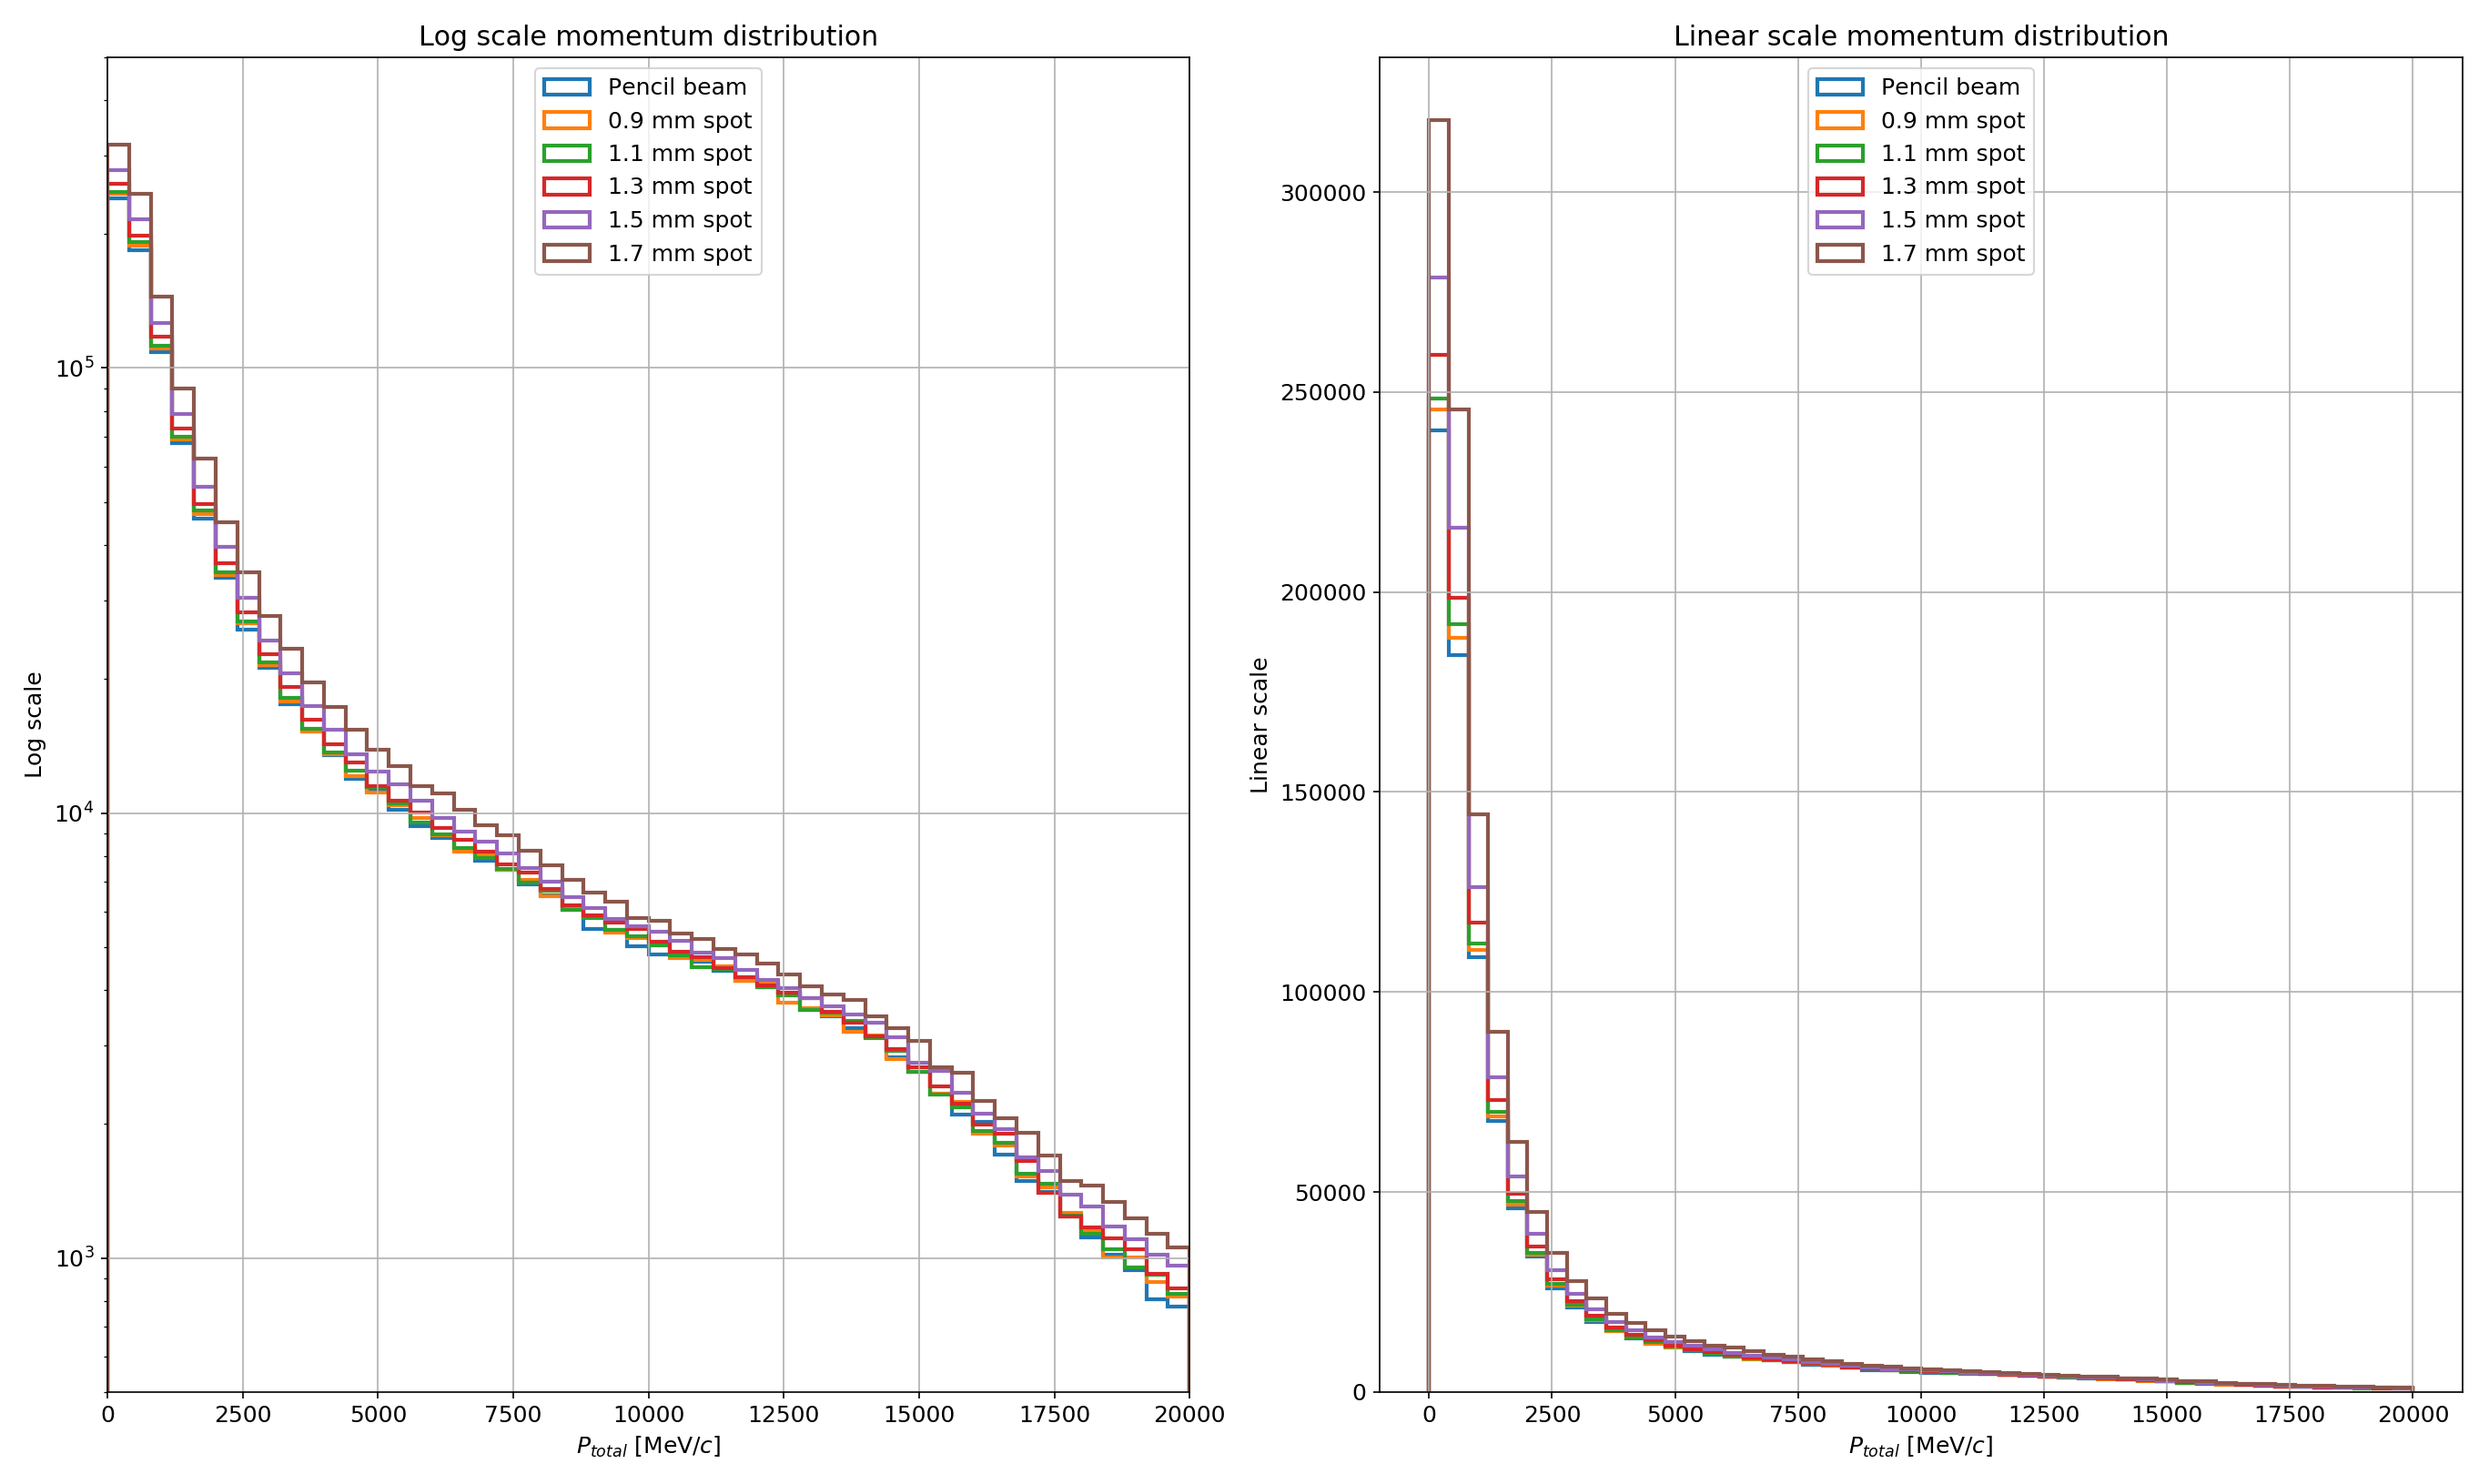 Log scale momentum distribution
Pencil beam
0.9 mm spot
1.1 mm spot
1.3 mm spot
1.5 mm spot
1.7 mm spot
10^5
10^4
10^3
Log scale
0 2500 5000 7500 10000 12500 15000 17500 20000
P_total [MeV/c]
Linear scale momentum distribution
Pencil beam
0.9 mm spot
1.1 mm spot
1.3 mm spot
1.5 mm spot
1.7 mm spot
300000
250000
200000
150000
100000
50000
0
Linear scale
0 2500 5000 7500 10000 12500 15000 17500 20000
P_total [MeV/c]